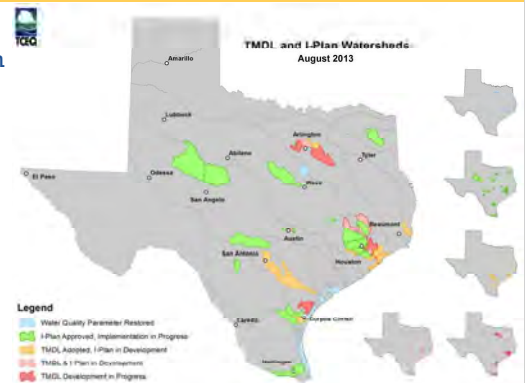 TCEQ
n
TMDL and I-Plan Watersheds
August 2013
Amarillo
Lubbock
Abilene
Arlington
Tyler
El Paso
Odessa
San Angelo
Waco
Beaumont
Austin
Houston
San Antonio
Laredo
Corpus Christi
Harlingen
Legend
Water Quality Parameter Restored
I-Plan Approved, Implementation in Progress
TMDL Adopted, I-Plan in Development
TMDL & I-Plan in Development
TMDL Development in Progress